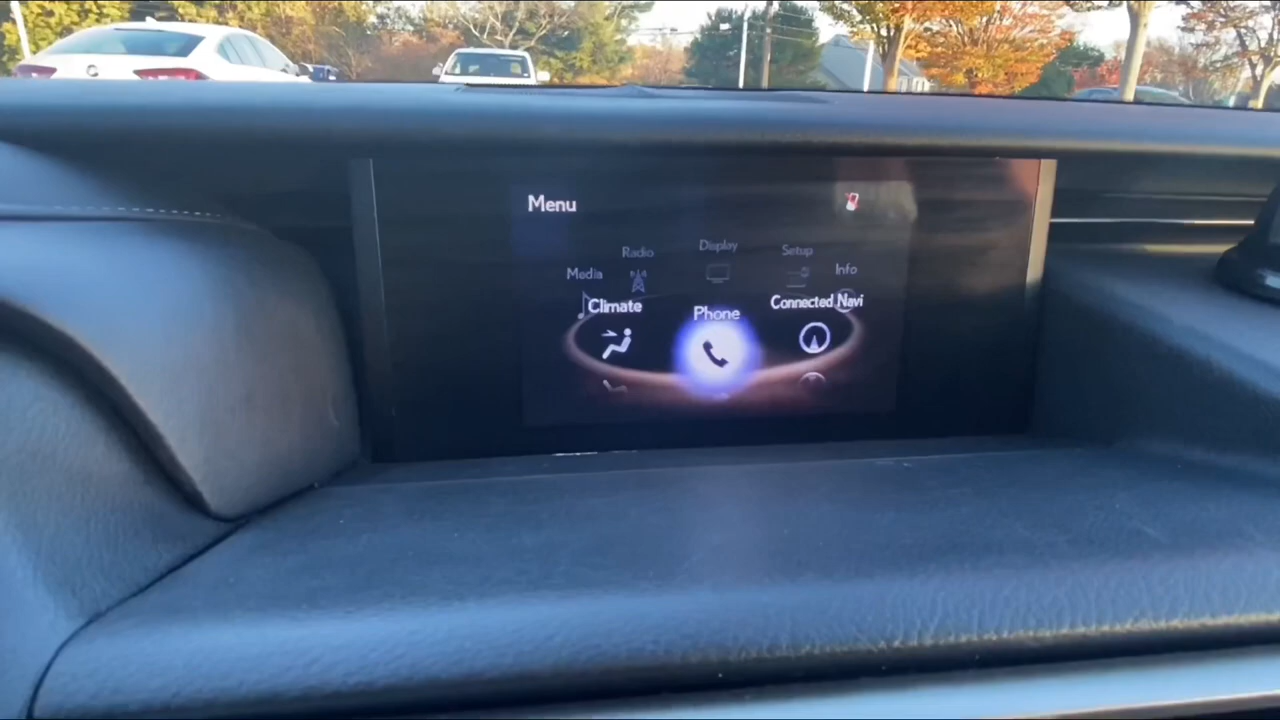 Menu
Display
Radio
Setup
Media
Info
Climate
Phone
Connected Navi